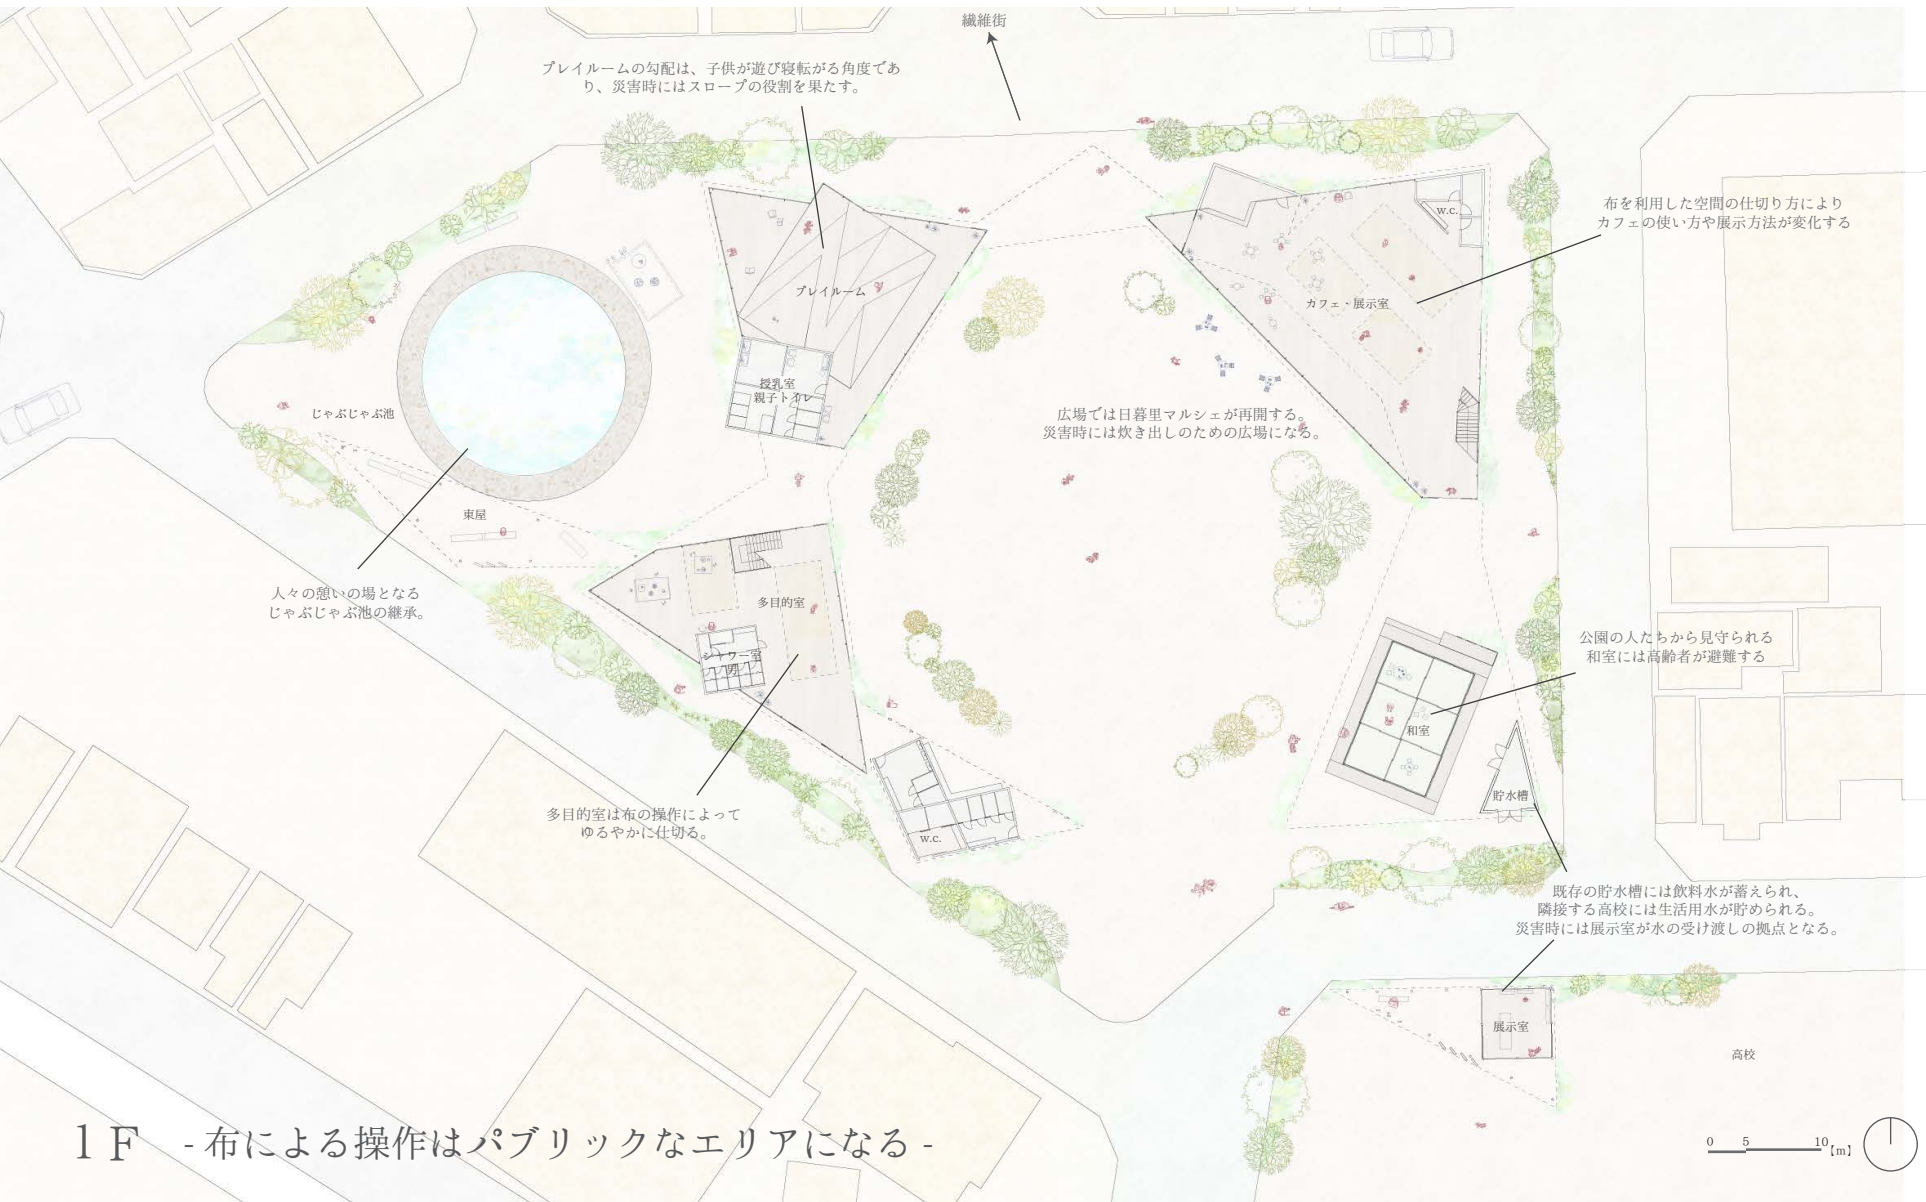 繊維街
プレイルームの勾配は、子供が遊び寝転がる角度であ
り、災害時にはスロープの役割を果たす。
布を利用した空間の仕切り方により
カフェの使い方や展示方法が変化する
w.c.
プレイルーム
カフェ・展示室
授乳室
親子トイレ
じゃぶじゃぶ池
広場では日暮里マルシェが再開する。
災害時には炊き出しのための広場になる。
東屋
人々の憩いの場となる
じゃぶじゃぶ池の継承。
多目的室
シャワー室
男
公園の人たちから見守られる
和室には高齢者が避難する
和室
貯水槽
多目的室は布の操作によって
ゆるやかに仕切る。
w.c.
既存の貯水槽には飲料水が蓄えられ、
隣接する高校には生活用水が貯められる。
災害時には展示室が水の受け渡しの拠点となる。
展示室
高校
1F - 布による操作はパブリックなエリアになる -
0 5 10【m】